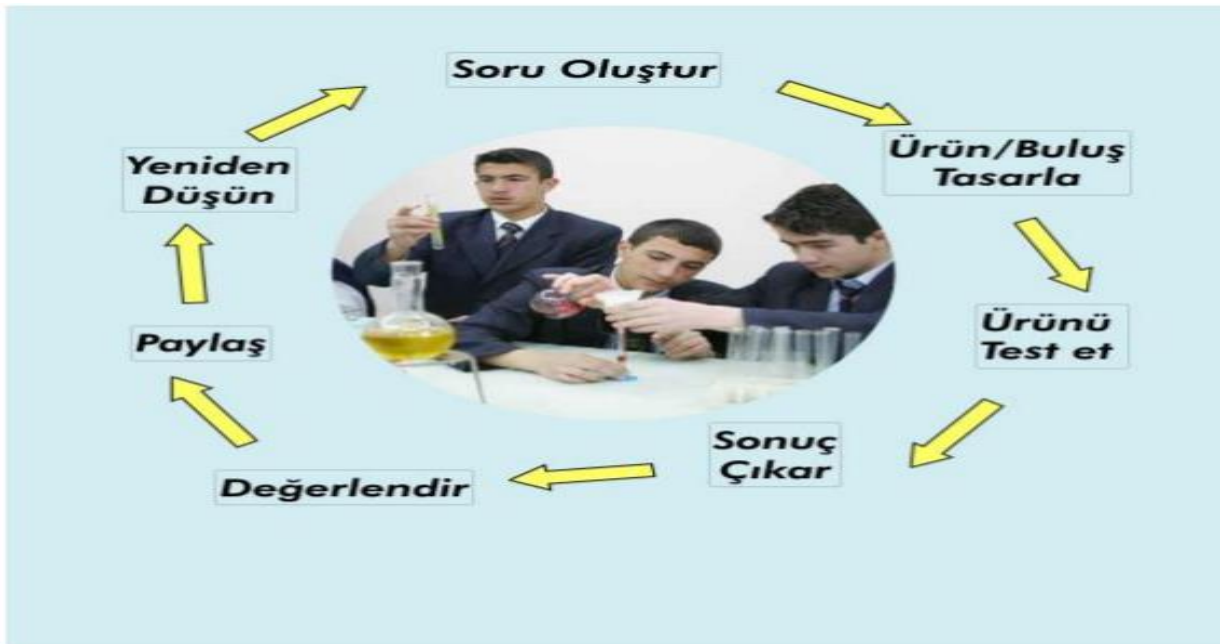 Soru Oluştur
Ürün/Buluş
Tasarla
Ürünü
Test et
Sonuç
Çıkar
Değerlendir
Paylaş
Yeniden
Düşün